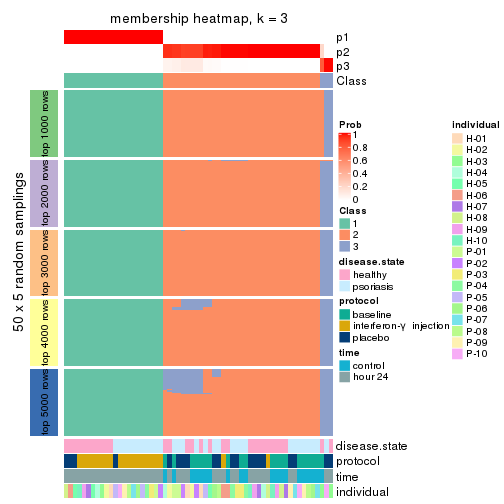 membership heatmap, k = 3
p1
p2
p3
Class
50 x 5 random samplings
top 1000 rows
top 2000 rows
top 3000 rows
top 4000 rows
top 5000 rows
disease.state
protocol
time
individual
Prob
1
0.8
0.6
0.4
0.2
0
Class
1
2
3
disease.state
healthy
psoriasis
protocol
baseline
interferon-γ injection
placebo
time
control
hour 24
individual
H-01
H-02
H-03
H-04
H-05
H-06
H-07
H-08
H-09
H-10
P-01
P-02
P-03
P-04
P-05
P-06
P-07
P-08
P-09
P-10